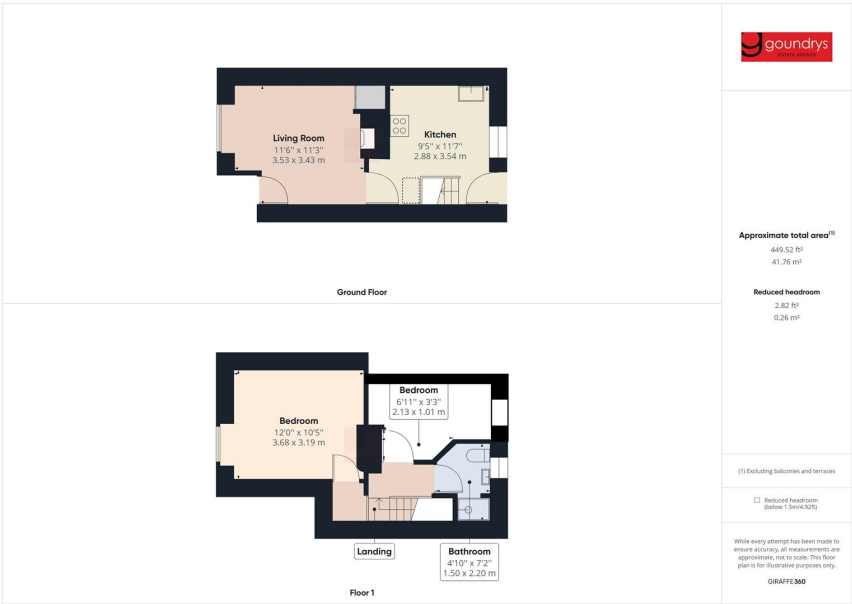 goundrys
ESTATE AGENTS
Living Room
11'6" x 11'3"
3.53 x 3.43 m
Kitchen
9'5" x 11'7"
2.88 x 3.54 m
Ground Floor
Approximate total area(1)
449.52 ft²
41.76 m²
Reduced headroom
2.82 ft²
0.26 m²
Bedroom
12'0" x 10'5"
3.68 x 3.19 m
Bedroom
6'11" x 3'3"
2.13 x 1.01 m
Landing
Bathroom
4'10" x 7'2"
1.50 x 2.20 m
Floor 1
(1) Excluding balconies and terraces
Reduced headroom
(below 1.5m/4.92ft)
While every attempt has been made to
ensure accuracy, all measurements are
approximate, not to scale. This floor
plan is for illustrative purposes only.
GIRAFFE360